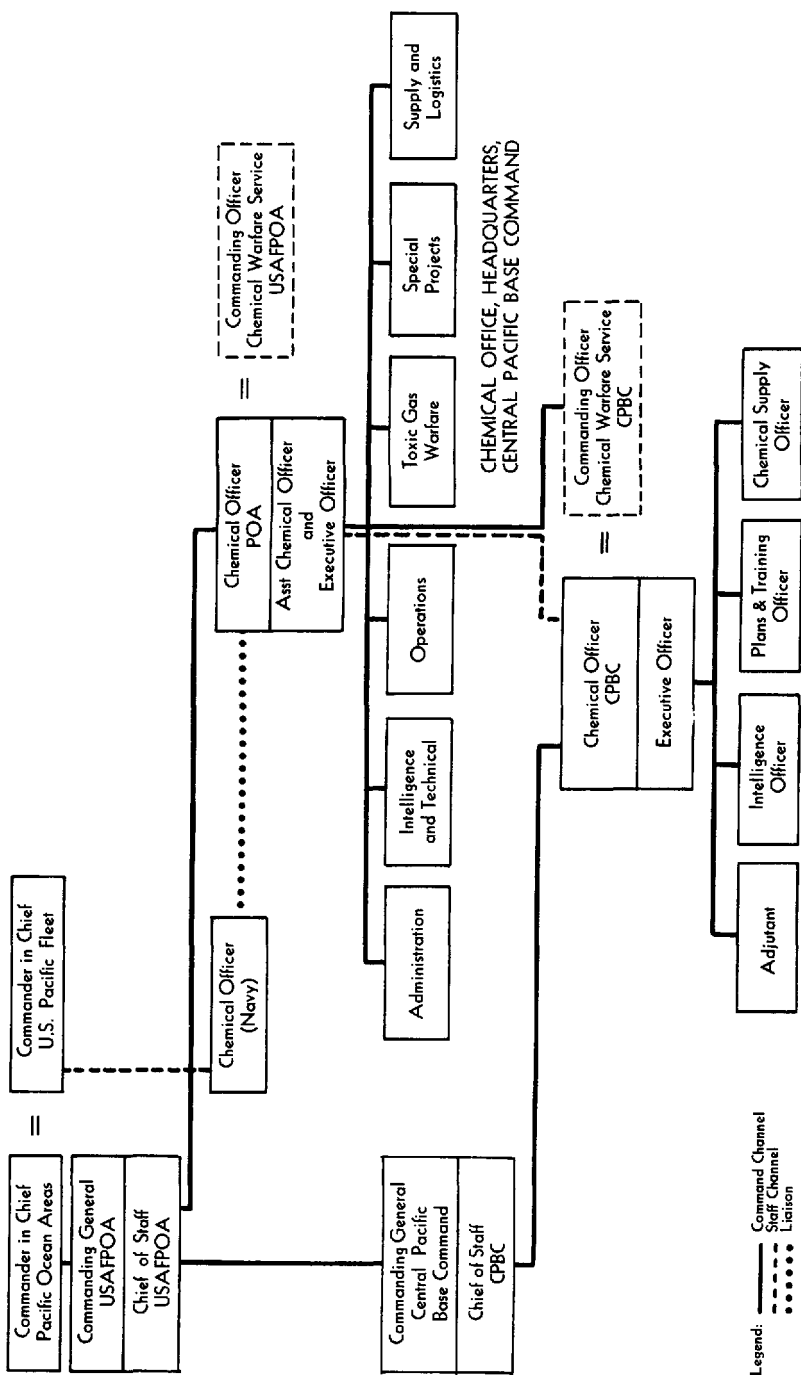 Commander in Chief
Pacific Ocean Areas
=
Commander in Chief
U.S. Pacific Fleet
Commanding General
USAFPOA
Chief of Staff
USAFPOA
Chemical Officer
(Navy)
Chemical Officer
POA
Asst Chemical Officer
and
Executive Officer
=
Commanding Officer
Chemical Warfare Service
USAFPOA
Administration
Intelligence
and Technical
Operations
Toxic Gas
Warfare
Special
Projects
Supply and
Logistics
CHEMICAL OFFICE, HEADQUARTERS,
CENTRAL PACIFIC BASE COMMAND
Commanding General
Central Pacific
Base Command
Chief of Staff
CPBC
Chemical Officer
CPBC
Executive Officer
=
Commanding Officer
Chemical Warfare Service
CPBC
Adjutant
Intelligence
Officer
Plans & Training
Officer
Chemical Supply
Officer
Legend:
Command Channel
Staff Channel
Liaison